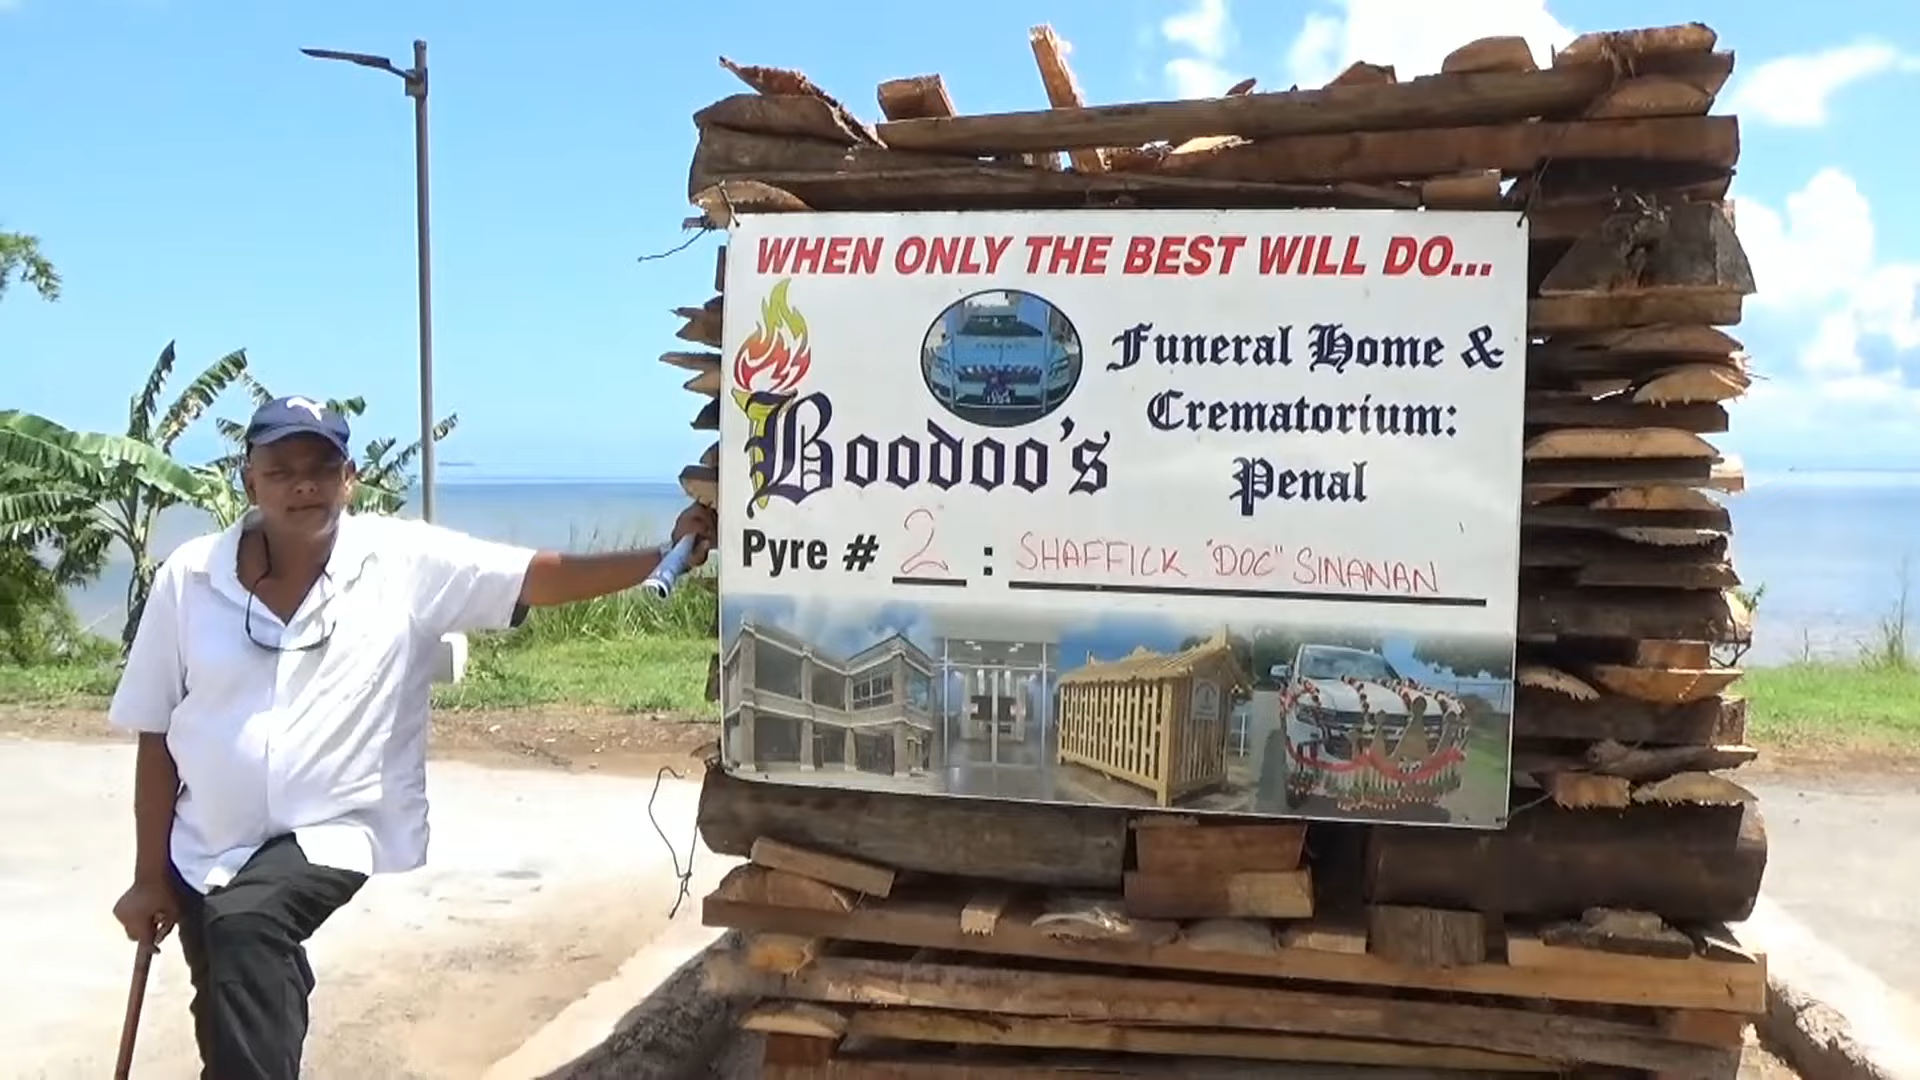 WHEN ONLY THE BEST WILL DO...
Boodoo's
Funeral Home &
Crematorium:
Penal
Pyre # 2 : SHAFFICK "DOC" SINANAN